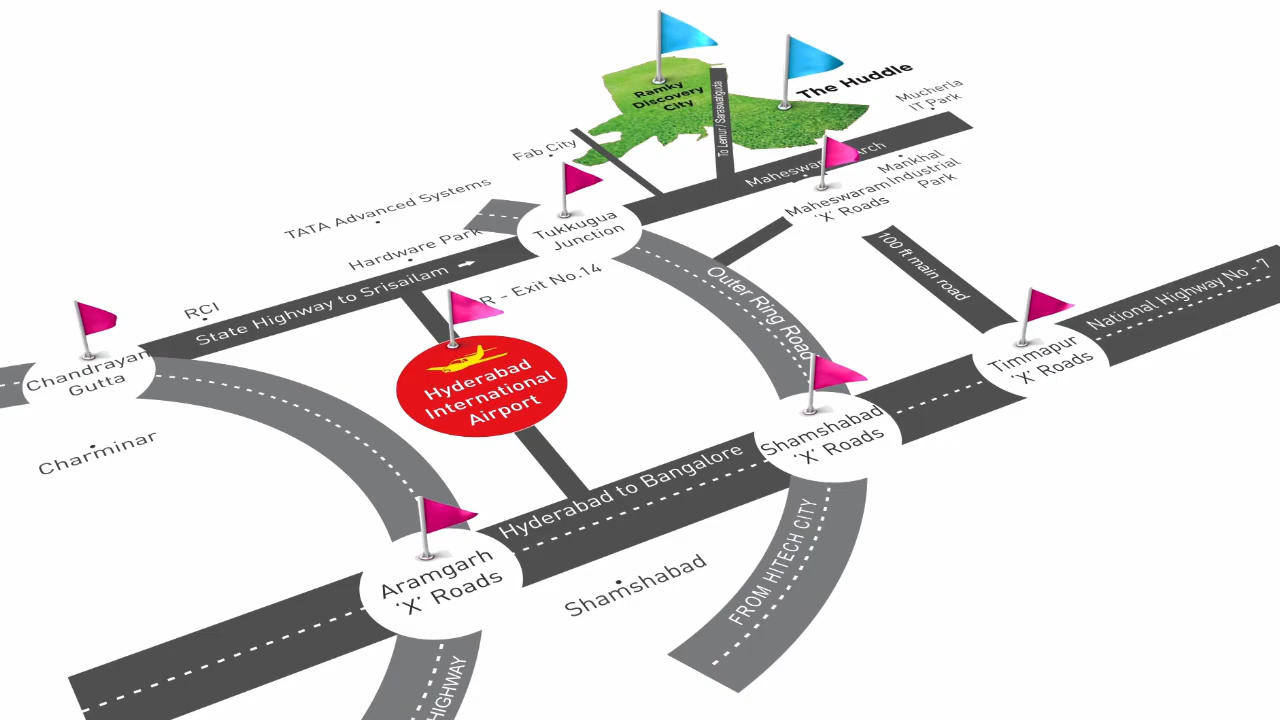 Ramky
Discovery
City
The Huddle
To Lemur / Saraswatiguda
Mucherla
IT Park
Fab City
Mankhal
Industrial
Park
Maheswaram
'X' Roads
TATA Advanced Systems
Tukkugua
Junction
Hardware Park
State Highway to Srisailam
R - Exit No.14
RCI
100 ft main road
Outer Ring Road
National Highway No -7
Chandrayan
Gutta
Hyderabad
International
Airport
Timmapur
'X' Roads
Charminar
Shamshabad
'X' Roads
Hyderabad to Bangalore
FROM HITECH CITY
Aramgarh
'X' Roads
Shamshabad
HIGHWAY